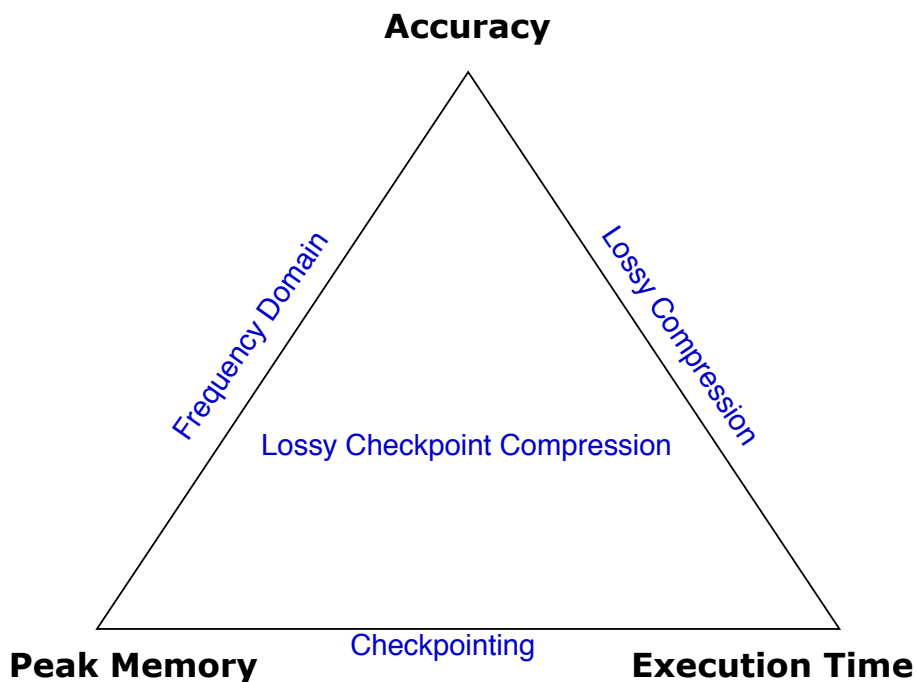 Accuracy
Frequency Domain
Lossy Compression
Lossy Checkpoint Compression
Checkpointing
Peak Memory
Execution Time